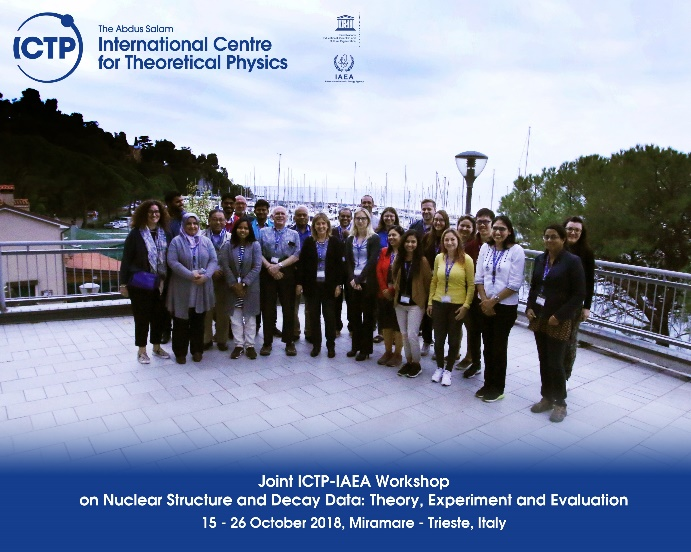 ICTP
The Abdus Salam
International Centre
for Theoretical Physics
IAEA
Joint ICTP-IAEA Workshop
on Nuclear Structure and Decay Data: Theory, Experiment and Evaluation
15 - 26 October 2018, Miramare - Trieste, Italy